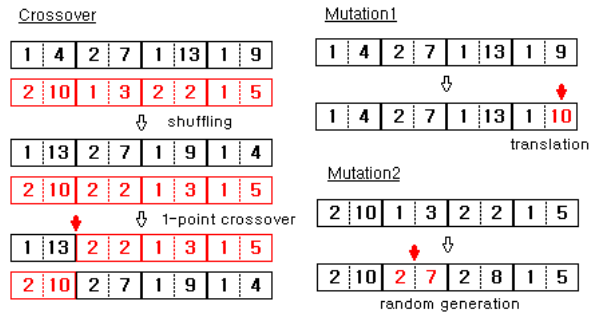 Crossover
1 4 2 7 1 13 1 9
2 10 1 3 2 2 1 5
shuffling
1 13 2 7 1 9 1 4
2 10 2 2 1 3 1 5
1-point crossover
1 13 2 2 1 3 1 5
2 10 2 7 1 9 1 4
Mutation1
1 4 2 7 1 13 1 9
1 4 2 7 1 13 1 10
translation
Mutation2
2 10 1 3 2 2 1 5
2 10 2 7 2 8 1 5
random generation